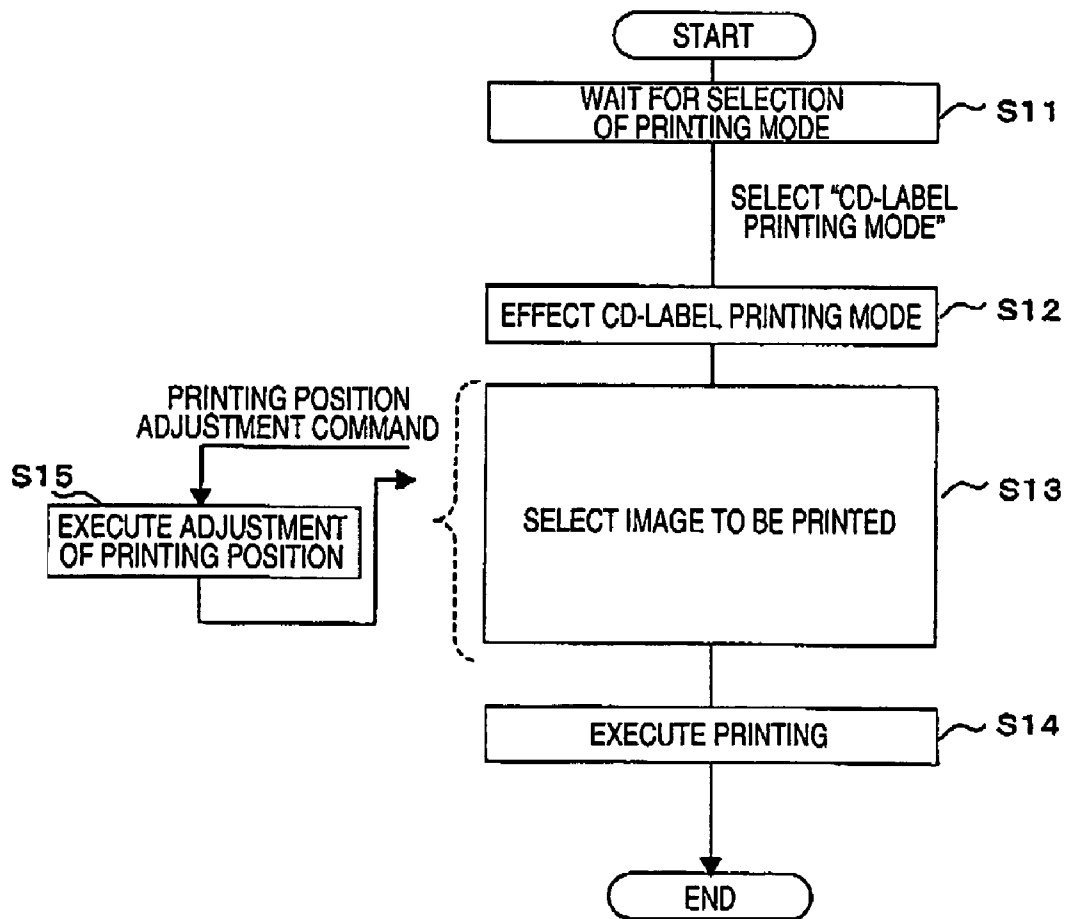 START
WAIT FOR SELECTION
OF PRINTING MODE
S11
SELECT "CD-LABEL
PRINTING MODE"
EFFECT CD-LABEL PRINTING MODE
S12
PRINTING POSITION
ADJUSTMENT COMMAND
S15
EXECUTE ADJUSTMENT
OF PRINTING POSITION
SELECT IMAGE TO BE PRINTED
S13
EXECUTE PRINTING
S14
END